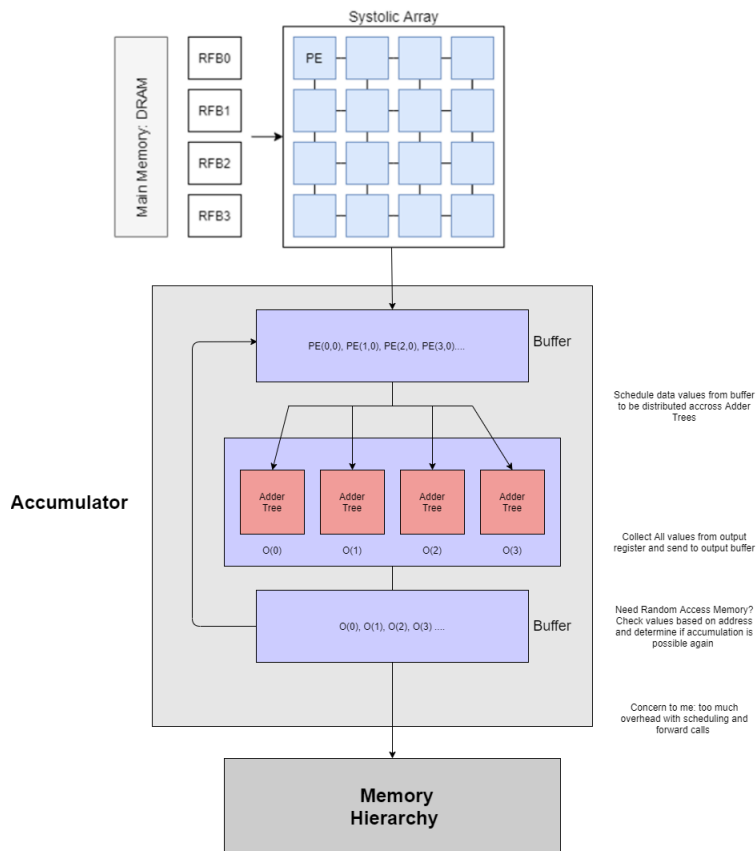 Systolic Array
Main Memory: DRAM
RFB0
RFB1
RFB2
RFB3
PE
Accumulator
PE(0,0), PE(1,0), PE(2,0), PE(3,0)....
Buffer
Schedule data values from buffer
to be distributed accross Adder
Trees
Adder
Tree
Adder
Tree
Adder
Tree
Adder
Tree
O(0)
O(1)
O(2)
O(3)
Collect All values from output
register and send to output buffer
O(0), O(1), O(2), O(3) ....
Buffer
Need Random Access Memory?
Check values based on address
and determine if accumulation is
possible again
Concern to me: too much
overhead with scheduling and
forward calls
Memory
Hierarchy